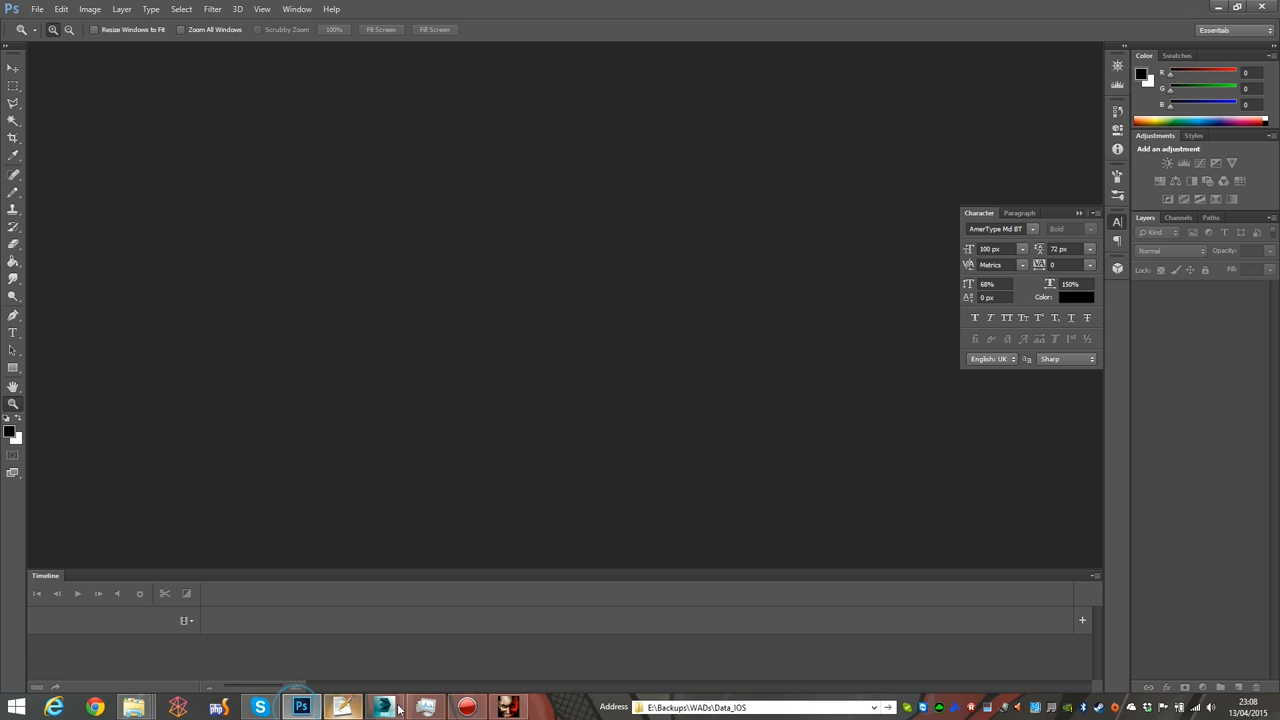 Ps File Edit Image Layer Type Select Filter 3D View Window Help
Resize Windows to Fit Zoom All Windows Scrubby Zoom 100% Fit Screen Fill Screen Essentials
Color Swatches
R 0
G 0
B 0
Adjustments Styles
Add an adjustment
Character Paragraph
AmerType Md BT Bold
100 px 72 px
Metrics 0
68% 150%
0 px Color:
English: UK Sharp
Layers Channels Paths
Kind
Normal Opacity:
Lock: Fill:
Timeline
php S Ps Address E:\Backups\WADs\Data_IOS 23:08
13/04/2015